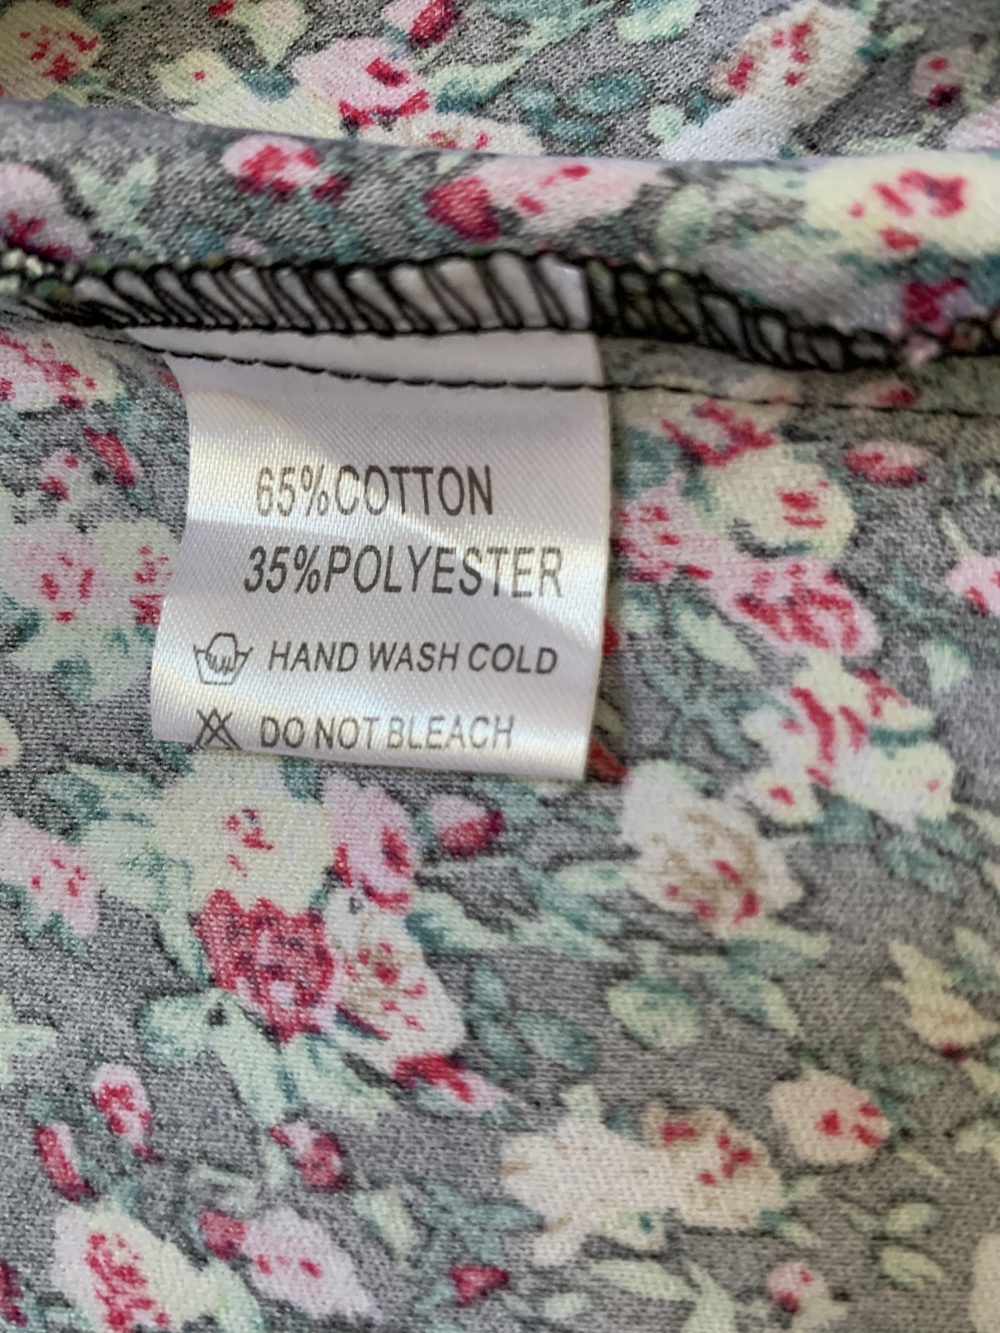 65%COTTON
35%POLYESTER
HAND WASH COLD
DO NOT BLEACH